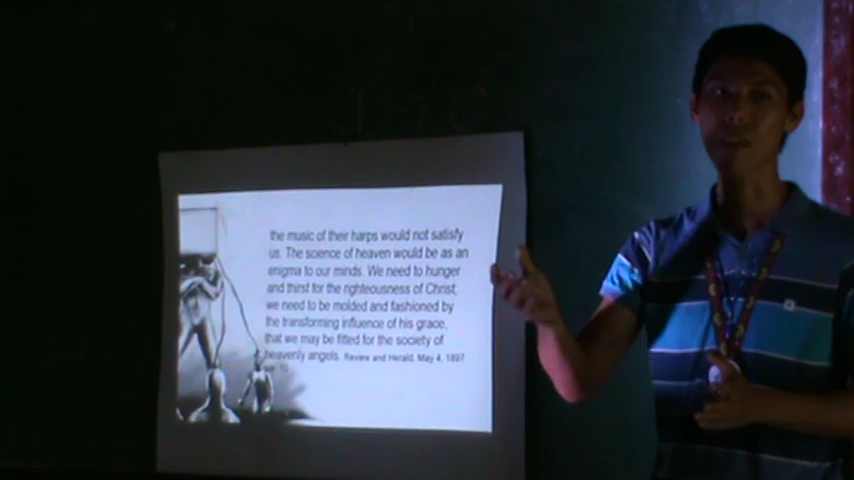 the music of their harps would not satisfy
us. The science of heaven would be as an
enigma to our minds. We need to hunger
and thirst for the righteousness of Christ;
we need to be molded and fashioned by
the transforming influence of his grace,
that we may be fitted for the society of
heavenly angels. Review and Herald, May 4, 1897